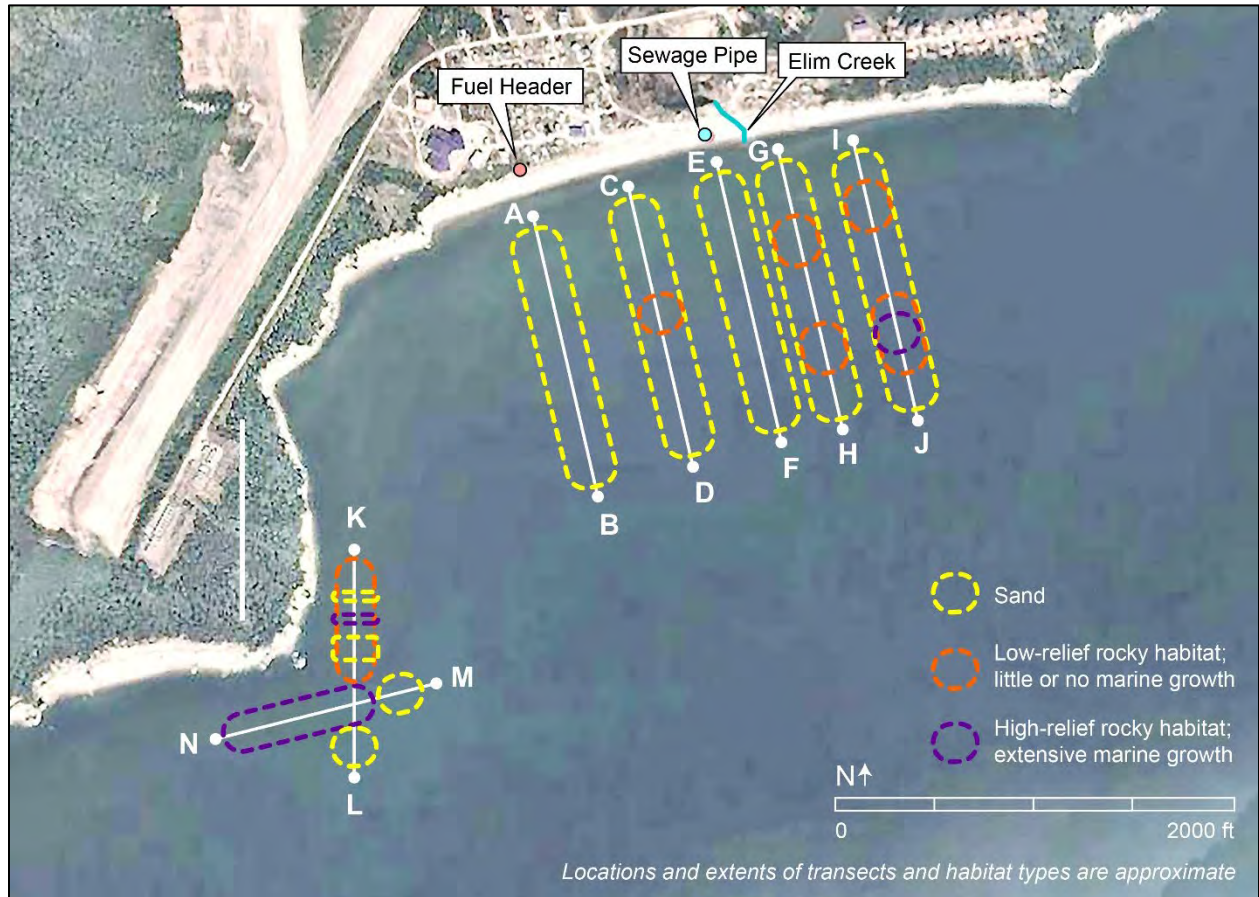 Sewage Pipe
Elim Creek
Fuel Header
A
C
E
G
I
B
D
F
H
J
K
M
N
L
Sand
Low-relief rocky habitat;
little or no marine growth
High-relief rocky habitat;
extensive marine growth
N
0
2000 ft
Locations and extents of transects and habitat types are approximate